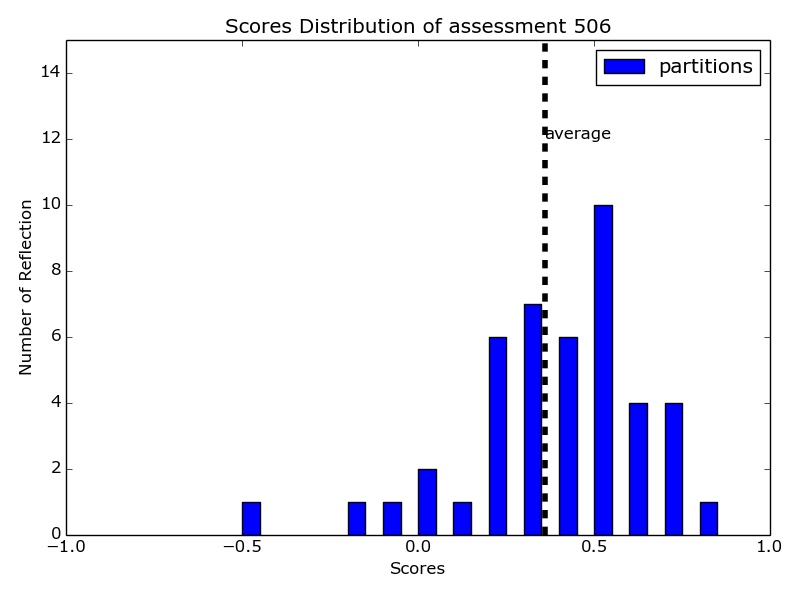 Scores Distribution of assessment 506
partitions
average
Number of Reflection
14
12
10
8
6
4
2
0
−1.0
−0.5
0.0
0.5
1.0
Scores